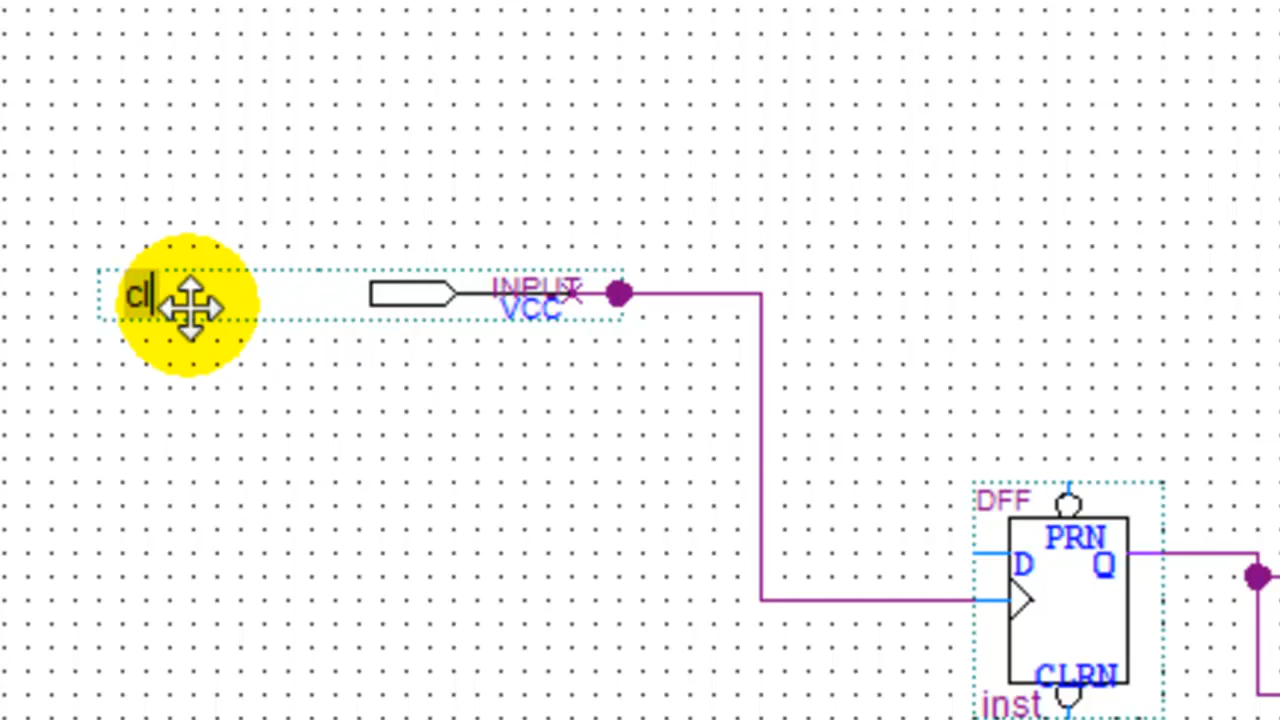 cl
INPUT
VCC
DFF
PRN
D
Q
CLRN
inst